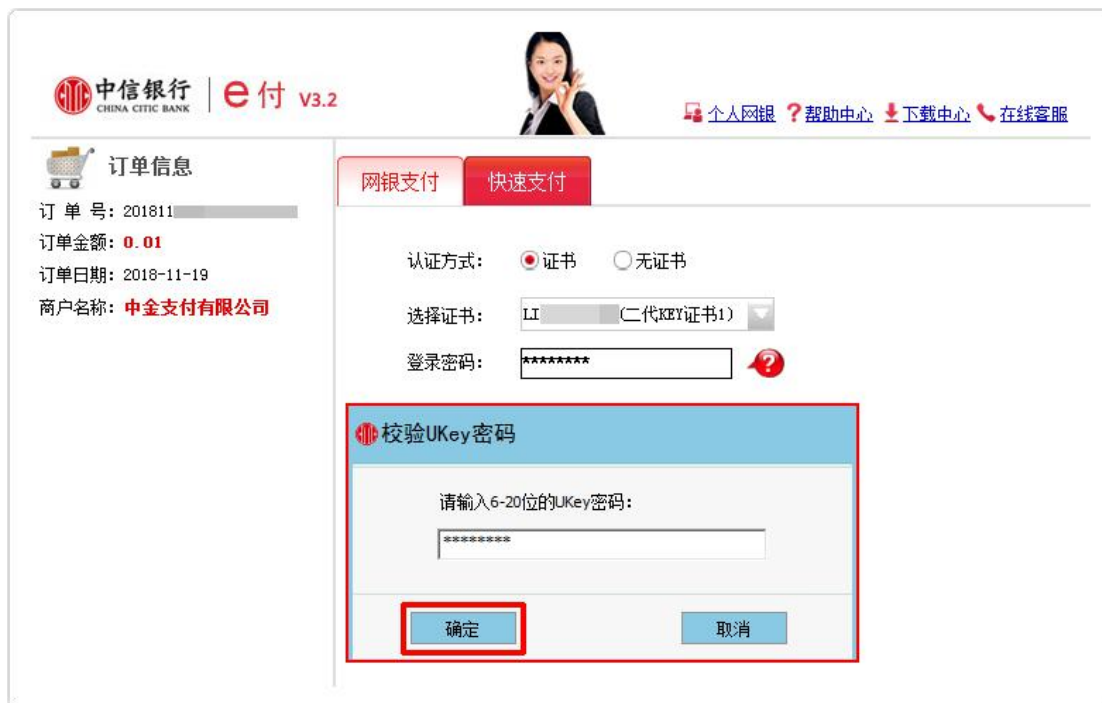 中信银行 e付 V3.2
CHINA CITIC BANK
个人网银 ?帮助中心 下载中心 在线客服
订单信息
订 单 号: 201811
订单金额: 0.01
订单日期: 2018-11-19
商户名称: 中金支付有限公司
网银支付 快速支付
认证方式: 证书 无证书
选择证书: LI (二代KEY证书1)
登录密码: ******** ?
校验UKey密码
请输入6-20位的UKey密码:
********
确定 取消